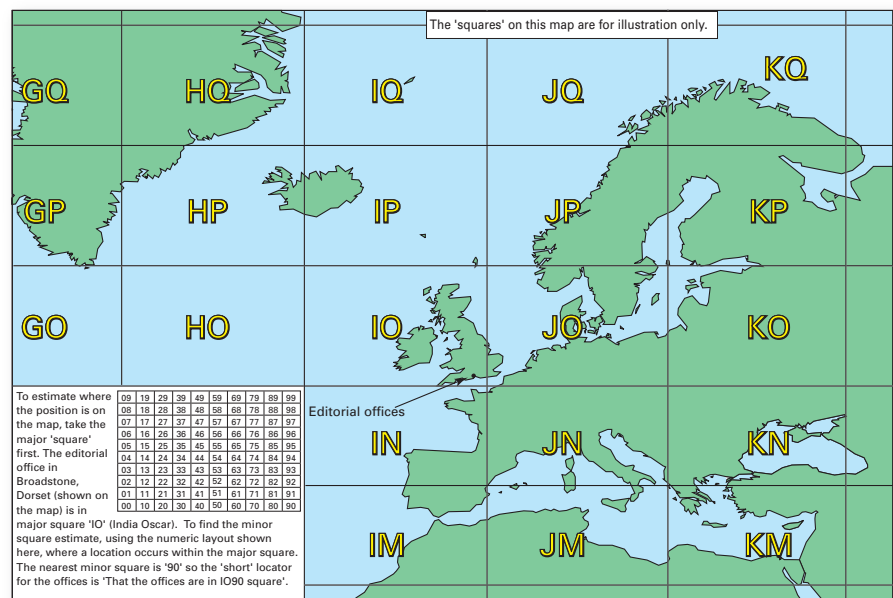 The 'squares' on this map are for illustration only.
GQ HQ IQ JQ KQ
GP HP IP JP KP
GO HO IO JO KO
Editorial offices
IN JN KN
IM JM KM
To estimate where
the position is on
the map, take the
major 'square'
first. The editorial
office in
Broadstone,
Dorset (shown on
the map) is in
major square 'IO' (India Oscar). To find the minor
square estimate, using the numeric layout shown
here, where a location occurs within the major square.
The nearest minor square is '90' so the 'short' locator
for the offices is 'That the offices are in IO90 square'.
09 19 29 39 49 59 69 79 89 99
08 18 28 38 48 58 68 78 88 98
07 17 27 37 47 57 67 77 87 97
06 16 26 36 46 56 66 76 86 96
05 15 25 35 45 55 65 75 85 95
04 14 24 34 44 54 64 74 84 94
03 13 23 33 43 53 63 73 83 93
02 12 22 32 42 52 62 72 82 92
01 11 21 31 41 51 61 71 81 91
00 10 20 30 40 50 60 70 80 90